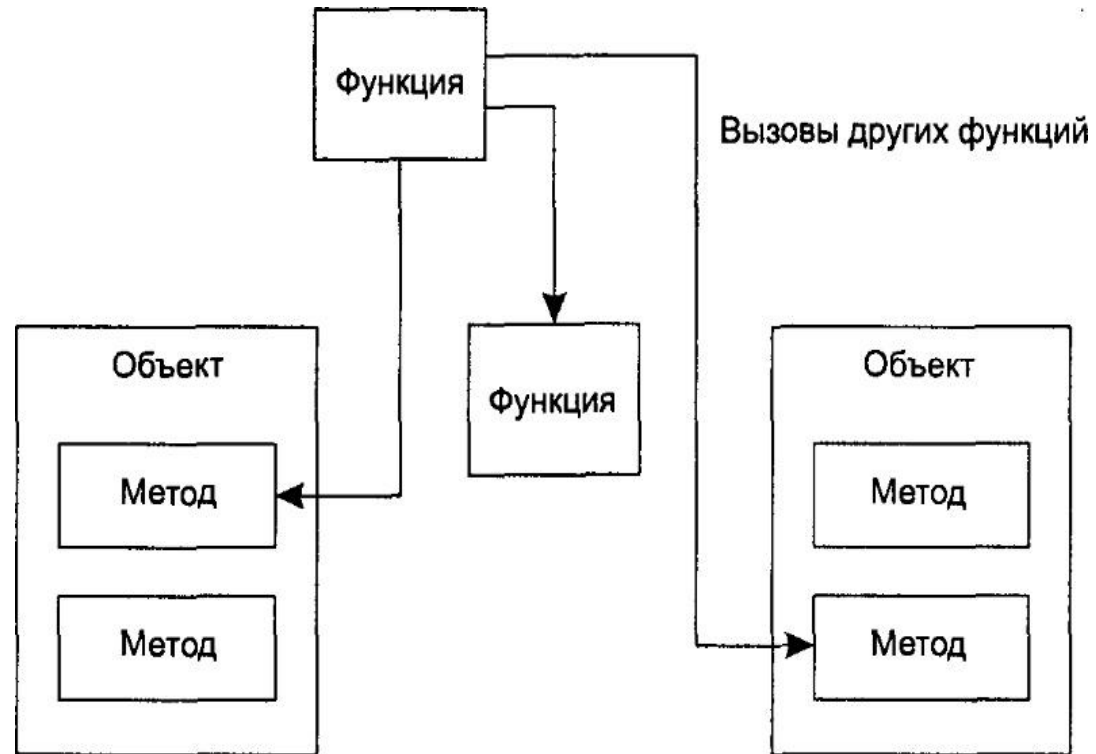 Функция
Вызовы других функций
Объект
Метод
Метод
Функция
Объект
Метод
Метод